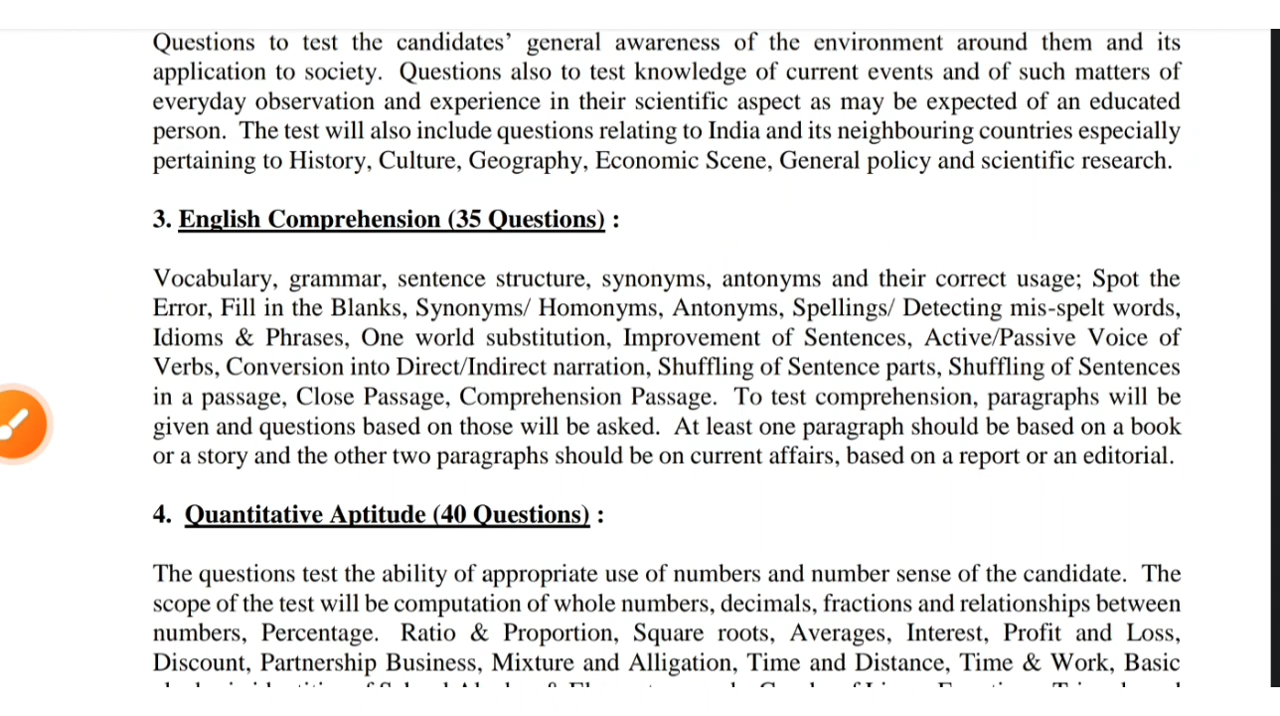 Questions to test the candidates’ general awareness of the environment around them and its
application to society. Questions also to test knowledge of current events and of such matters of
everyday observation and experience in their scientific aspect as may be expected of an educated
person. The test will also include questions relating to India and its neighbouring countries especially
pertaining to History, Culture, Geography, Economic Scene, General policy and scientific research.
3. English Comprehension (35 Questions) :
Vocabulary, grammar, sentence structure, synonyms, antonyms and their correct usage; Spot the
Error, Fill in the Blanks, Synonyms/ Homonyms, Antonyms, Spellings/ Detecting mis-spelt words,
Idioms & Phrases, One world substitution, Improvement of Sentences, Active/Passive Voice of
Verbs, Conversion into Direct/Indirect narration, Shuffling of Sentence parts, Shuffling of Sentences
in a passage, Close Passage, Comprehension Passage. To test comprehension, paragraphs will be
given and questions based on those will be asked. At least one paragraph should be based on a book
or a story and the other two paragraphs should be on current affairs, based on a report or an editorial.
4. Quantitative Aptitude (40 Questions) :
The questions test the ability of appropriate use of numbers and number sense of the candidate. The
scope of the test will be computation of whole numbers, decimals, fractions and relationships between
numbers, Percentage. Ratio & Proportion, Square roots, Averages, Interest, Profit and Loss,
Discount, Partnership Business, Mixture and Alligation, Time and Distance, Time & Work, Basic